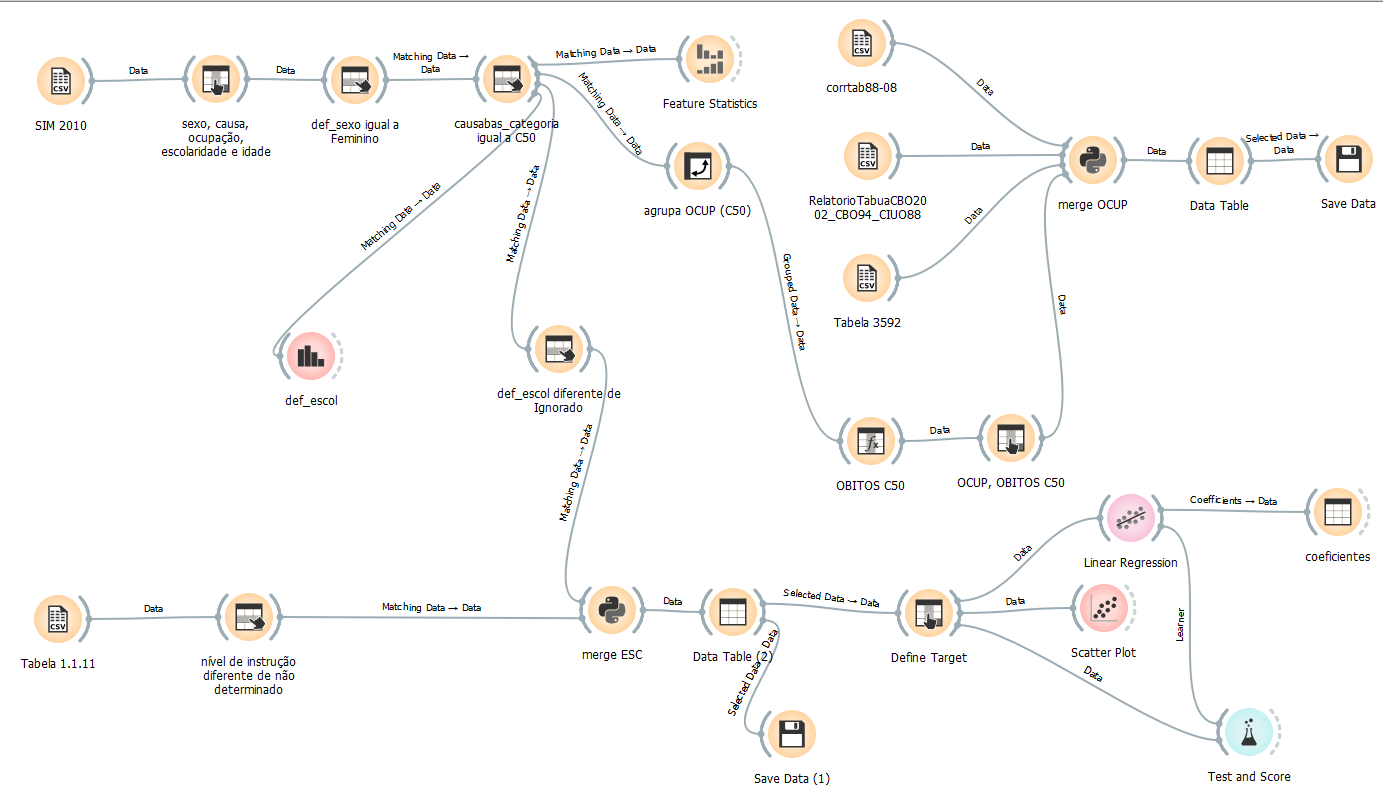 SIM 2010
Data
sexo, causa,
ocupação,
escolaridade e idade
Data
def_sexo igual a
Feminino
Matching Data → Data
causabas_categoria
igual a C50
Matching Data → Data
Feature Statistics
Matching Data → Data
agrupa OCUP (C50)
Matching Data → Data
def_escol
Matching Data → Data
def_escol diferente de
Ignorado
Matching Data → Data
Grouped Data → Data
OBITOS C50
Data
OCUP, OBITOS C50
Data
CSV
corrtab88-08
Data
CSV
RelatorioTabuaCBO20
02_CBO94_CIUO88
Data
CSV
Tabela 3592
Data
merge OCUP
Data
Data Table
Selected Data →
Data
Save Data
CSV
Tabela 1.1.11
Data
nível de instrução
diferente de não
determinado
Matching Data → Data
merge ESC
Data
Data Table (2)
Selected Data → Data
Save Data (1)
Selected Data → Data
Define Target
Data
Linear Regression
Coefficients → Data
coeficientes
Data
Scatter Plot
Data
Learner
Test and Score
CSV
fx